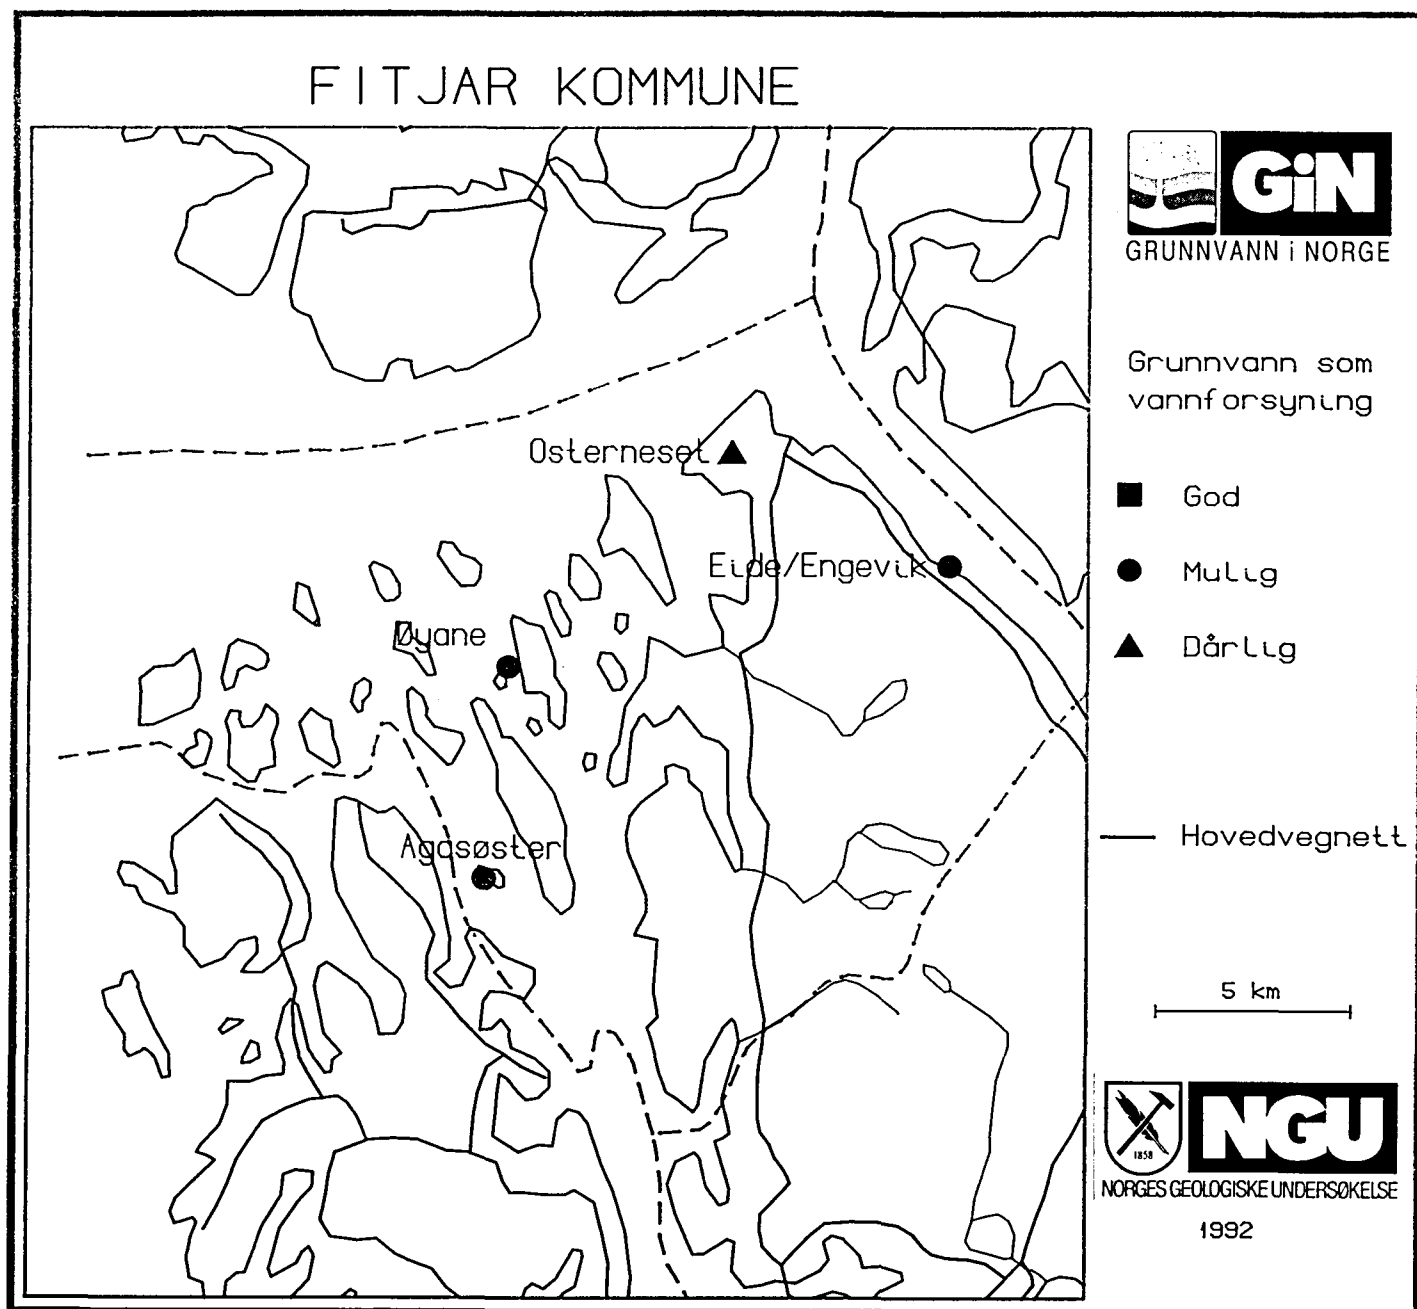 FITJAR KOMMUNE
GiN
GRUNNVANN i NORGE
Grunnvann som
vannforsyning
God
Mulig
Dårlig
Hovedvegnett
5 km
Osterneset
Eide/Engevik
Øyane
Agdsøster
1858
NGU
NORGES GEOLOGISKE UNDERSØKELSE
1992